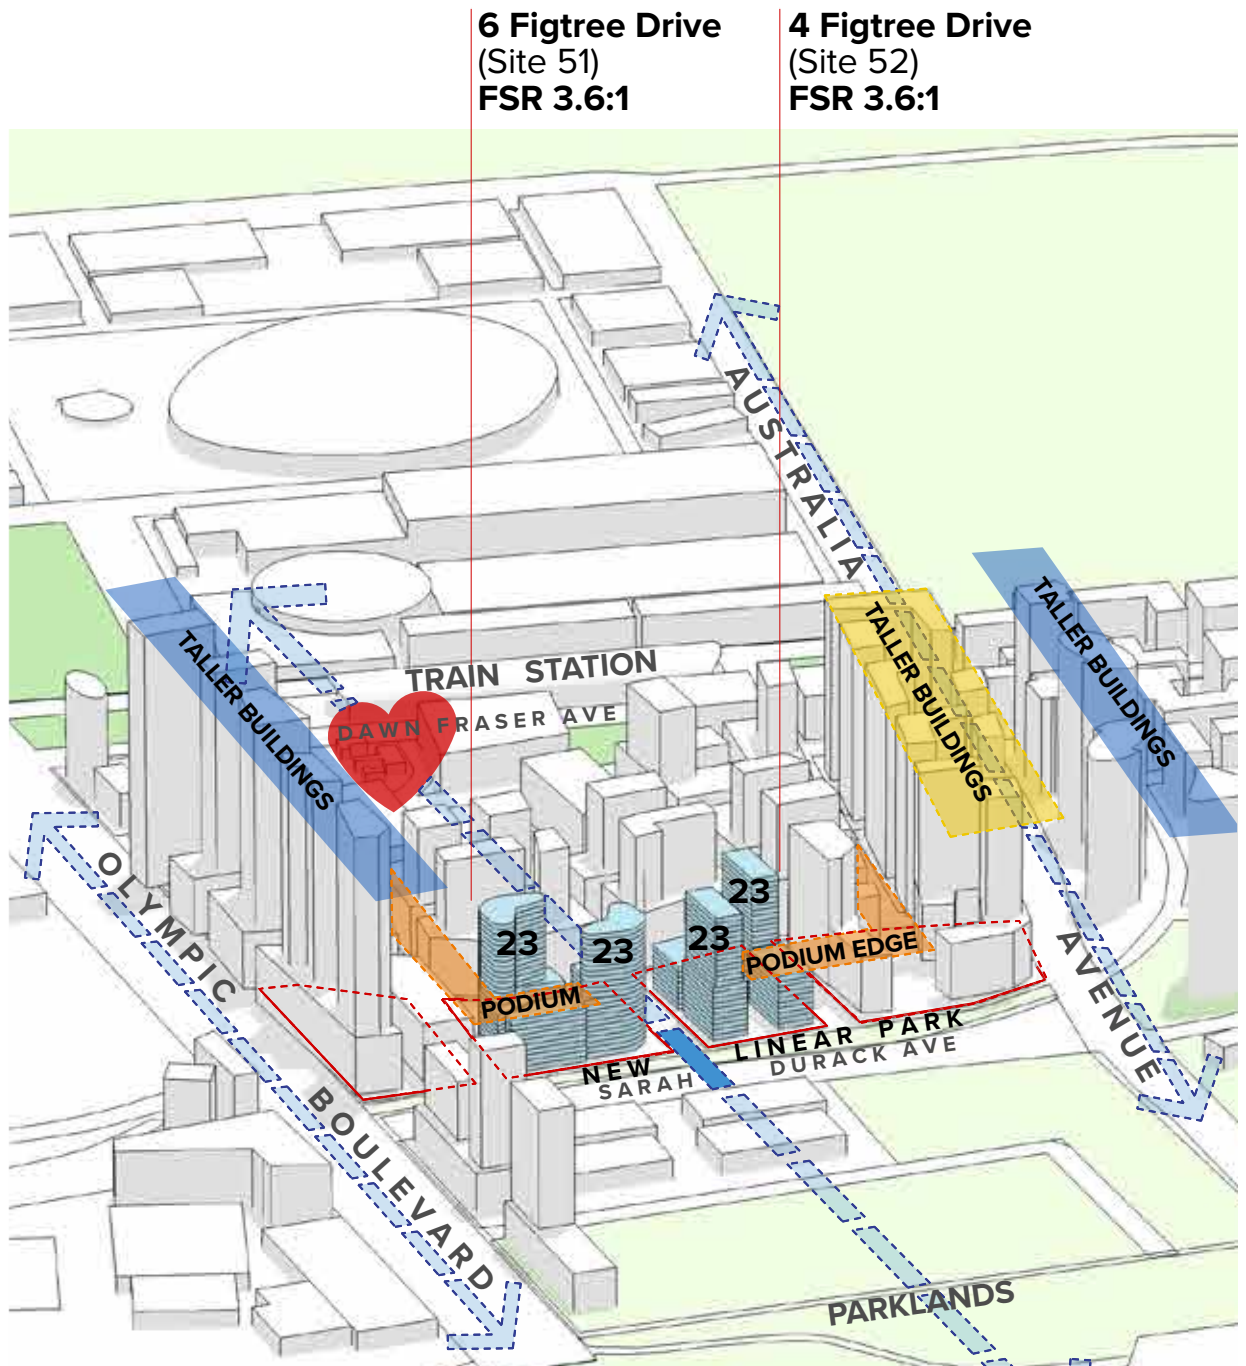 6 Figtree Drive
(Site 51)
FSR 3.6:1
4 Figtree Drive
(Site 52)
FSR 3.6:1
AUSTRALIA
AVENUE
TALLER BUILDINGS
TALLER BUILDINGS
TALLER BUILDINGS
TRAIN STATION
DAWN FRASER AVE
OLYMPIC
BOULEVARD
23
23
23
23
PODIUM
PODIUM EDGE
NEW LINEAR PARK
SARAH DURACK AVE
PARKLANDS